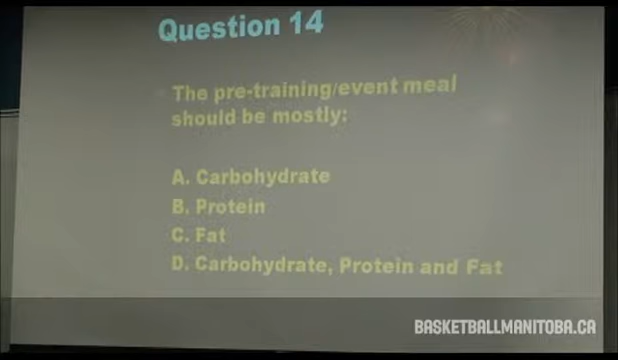 Question 14
The pre-training/event meal
should be mostly:
A. Carbohydrate
B. Protein
C. Fat
D. Carbohydrate, Protein and Fat
BASKETBALLMANITOBA.CA